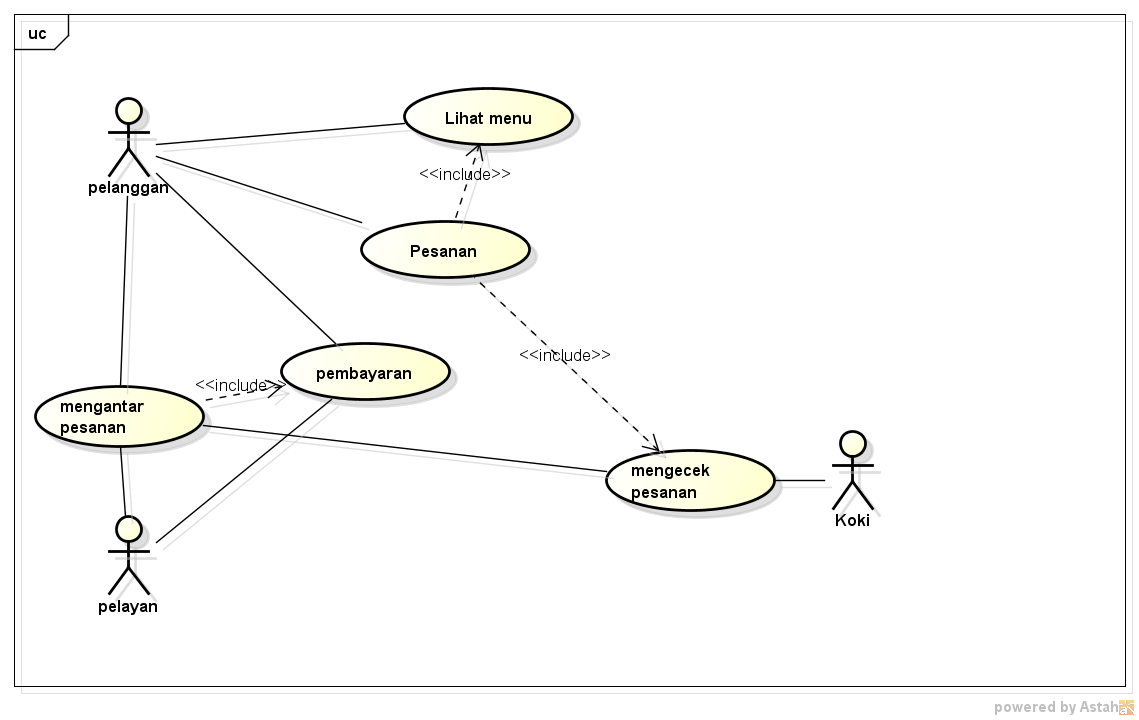 uc
Lihat menu
<<include>>
pelanggan
Pesanan
<<include>>
pembayaran
<<include>>
mengantar
pesanan
mengecek
pesanan
Koki
pelayan
powered by Astah